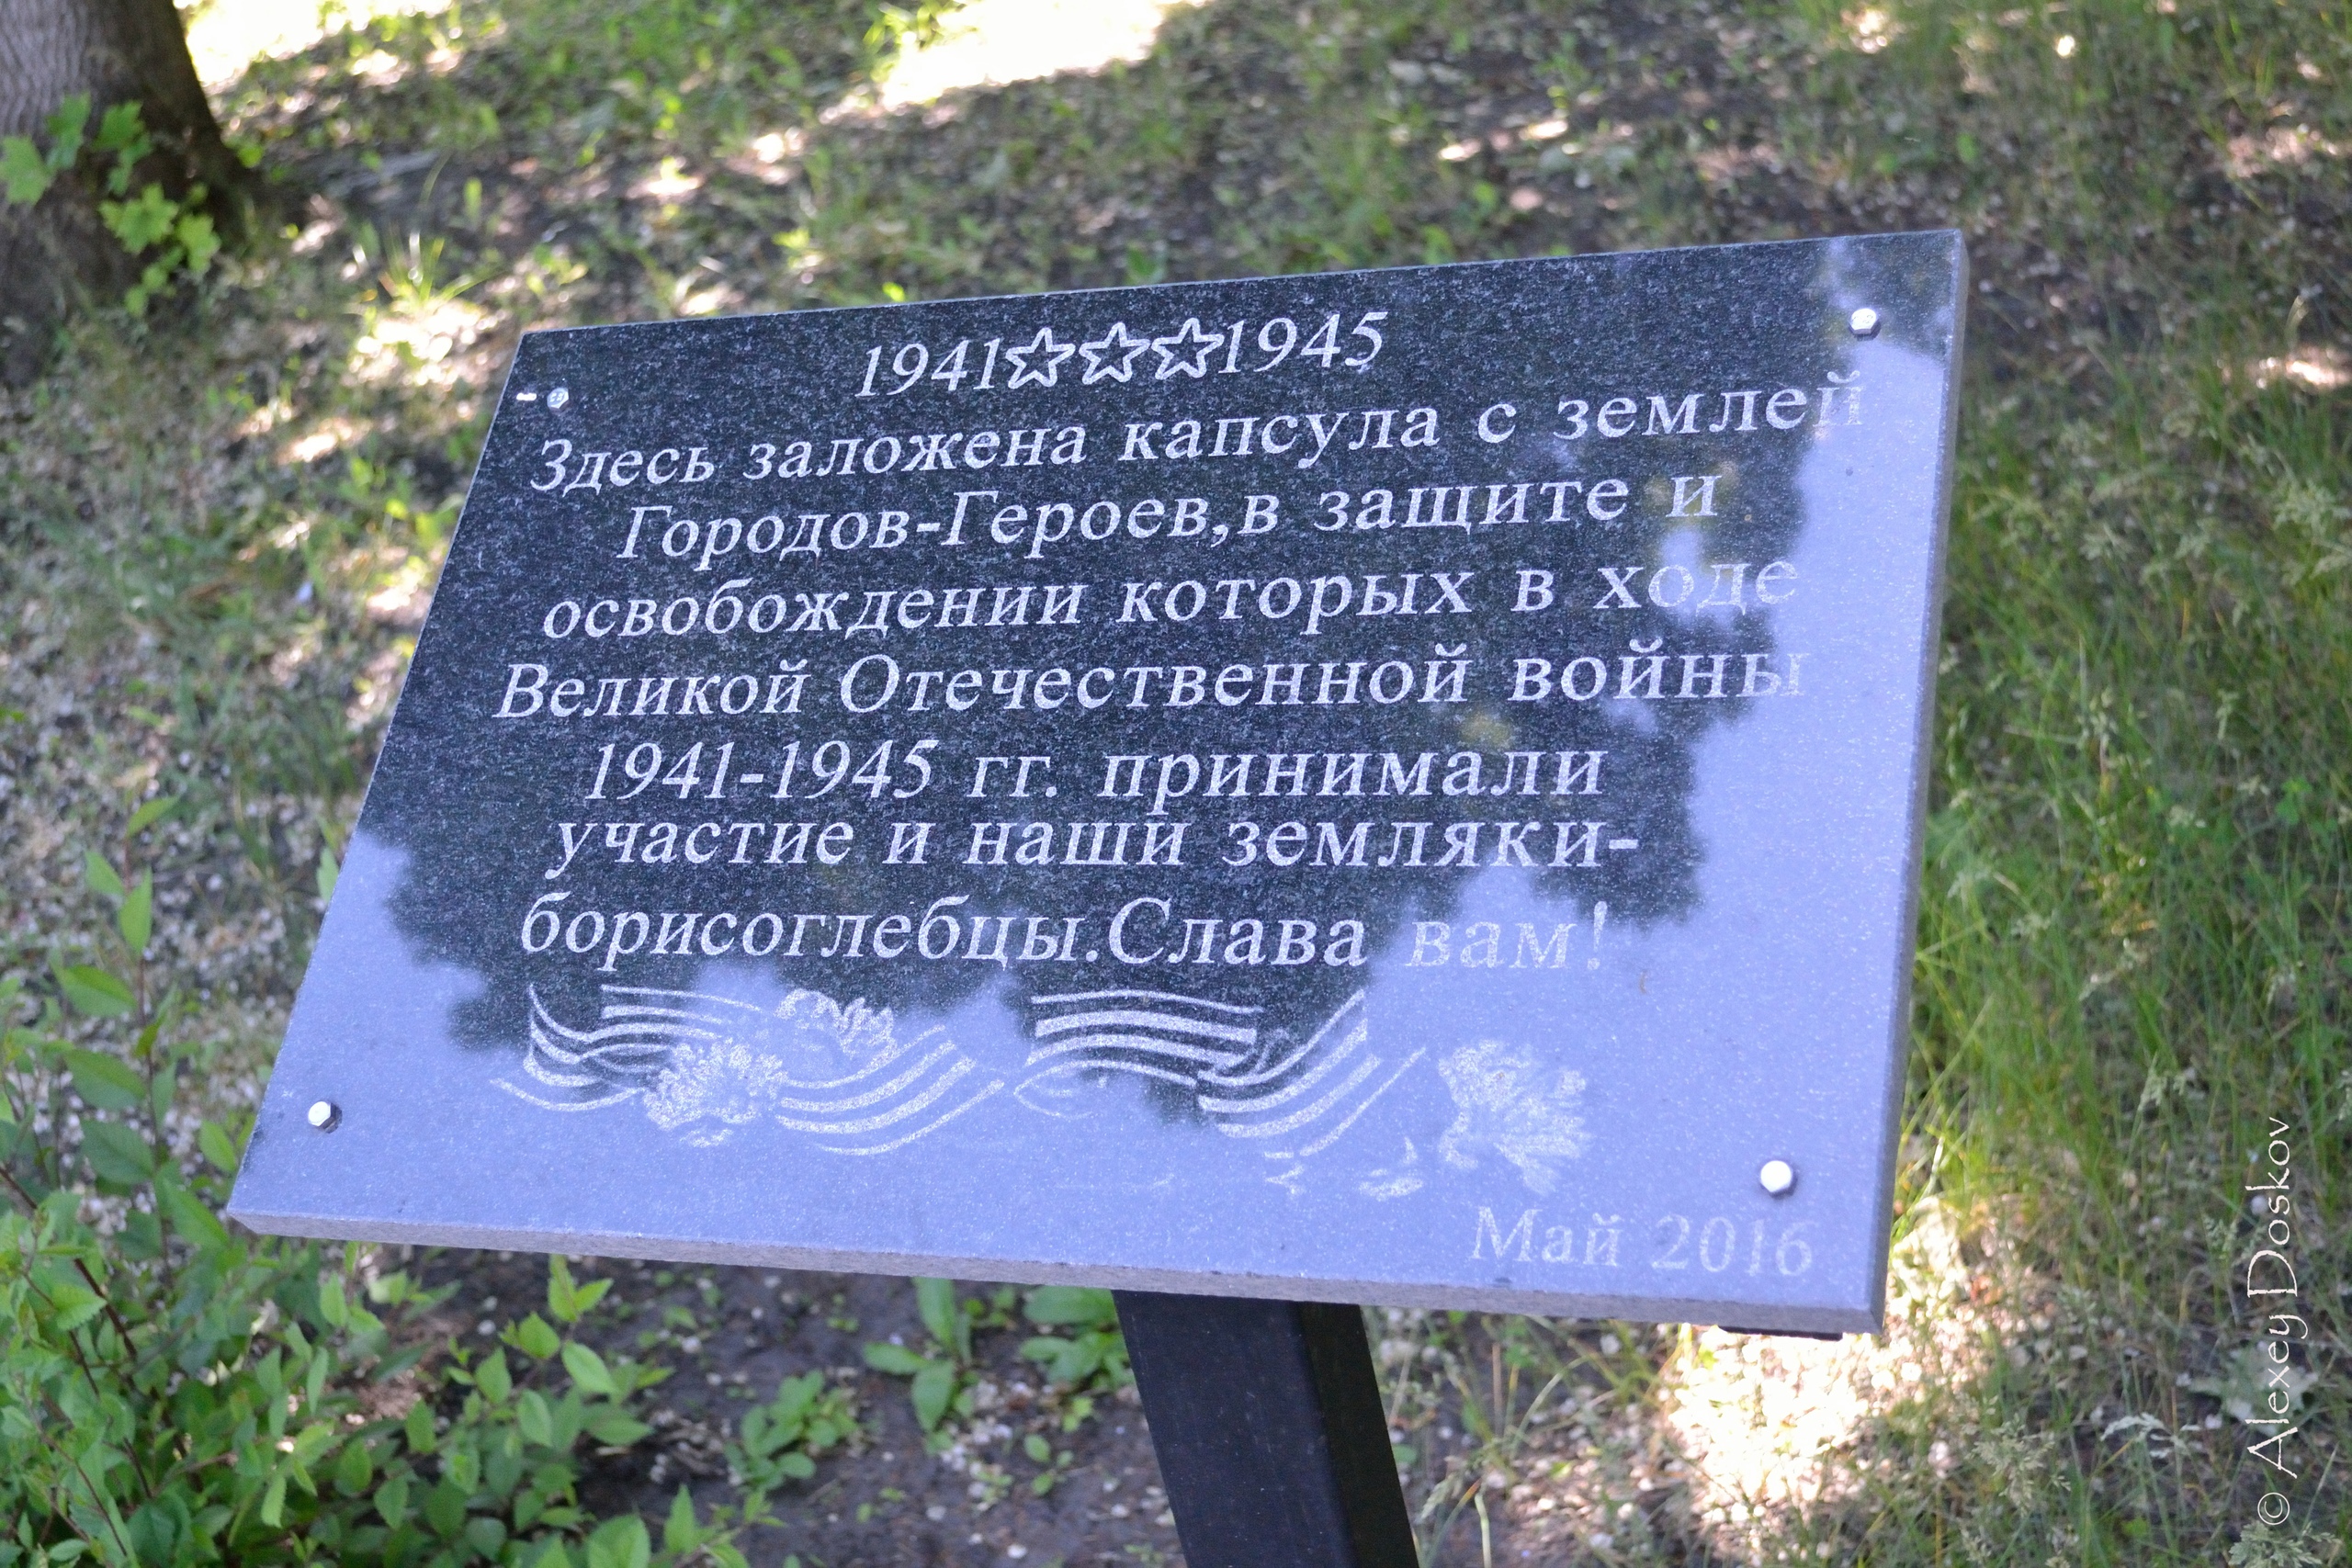 1941☆☆☆1945
Здесь заложена капсула с землей
Городов-Героев,в защите и
освобождении которых в ходе
Великой Отечественной войны
1941-1945 гг. принимали
участие и наши земляки-
борисоглебцы.Слава вам!
Май 2016
© Alexey Doskov